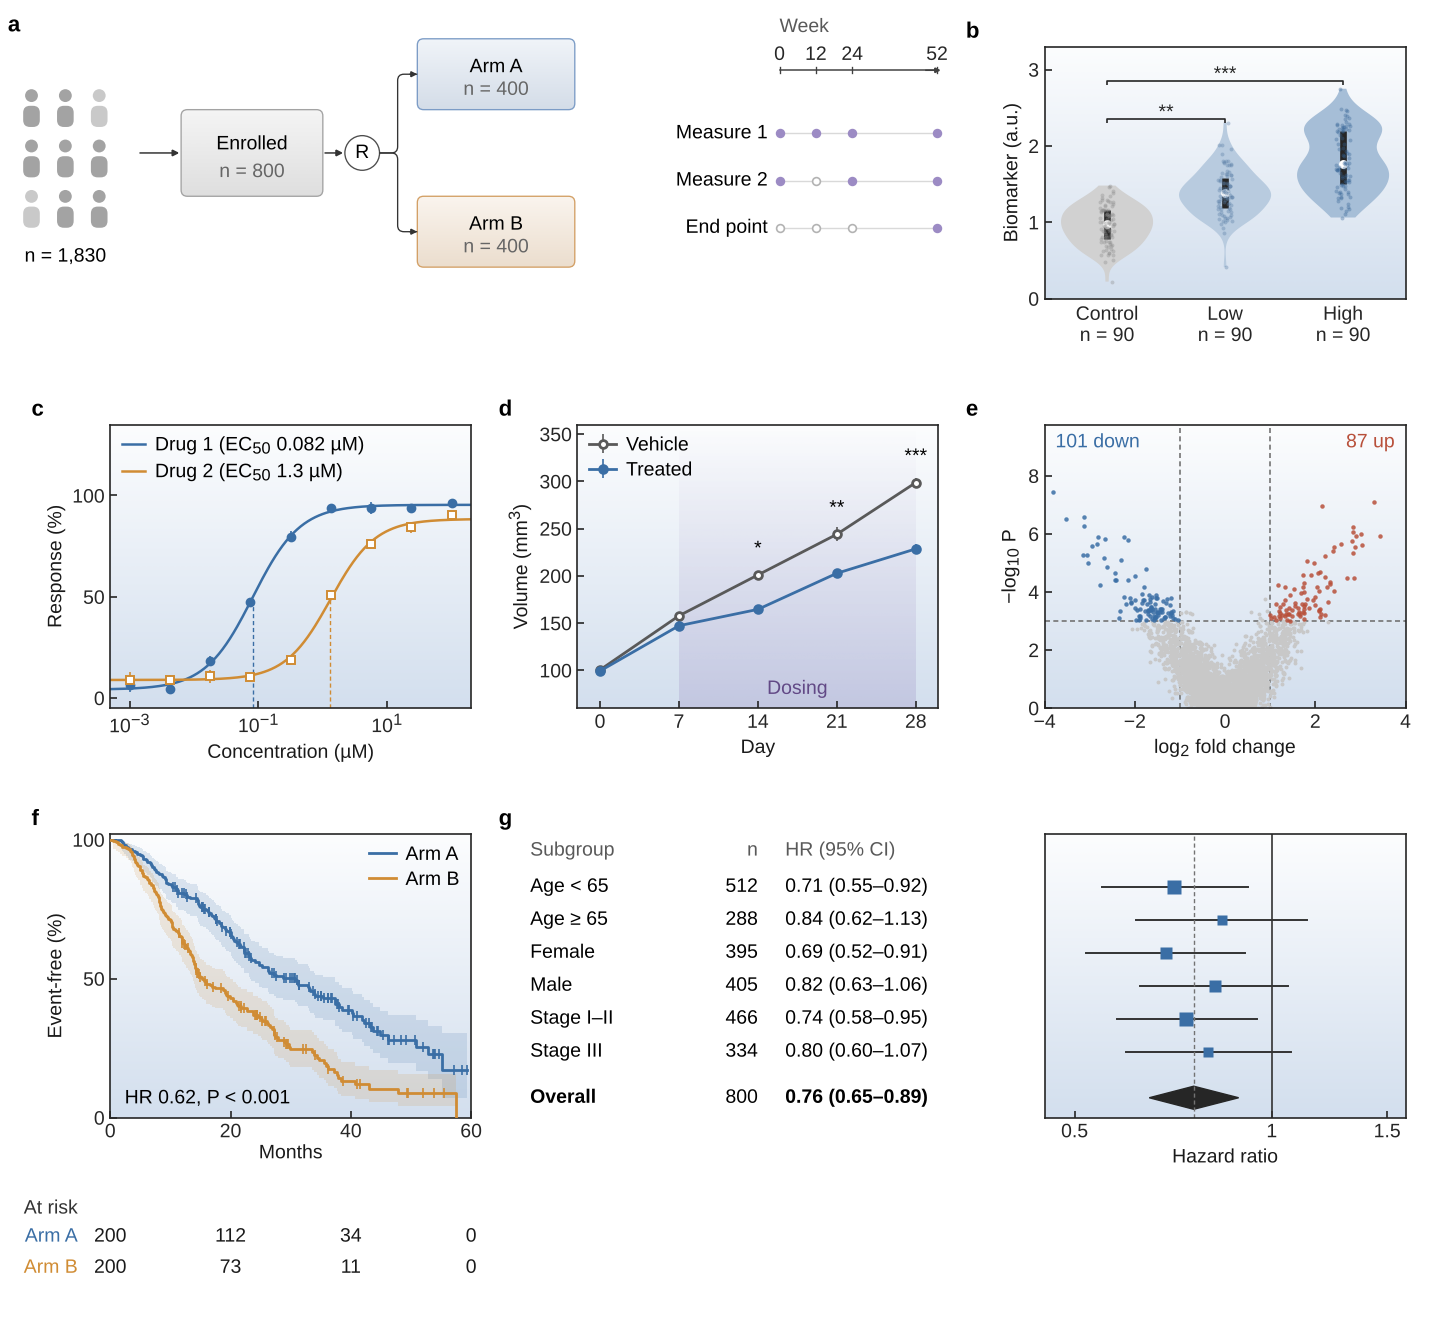 a
n = 1,830
Enrolled
n = 800
R
Arm A
n = 400
Arm B
n = 400
Week
0 12 24 52
Measure 1
Measure 2
End point
b
Biomarker (a.u.)
3
2
1
0
***
**
Control
n = 90
Low
n = 90
High
n = 90
c
Drug 1 (EC50 0.082 µM)
Drug 2 (EC50 1.3 µM)
Response (%)
100
50
0
10−3 10−1 101
Concentration (µM)
d
Vehicle
Treated
Volume (mm3)
350
300
250
200
150
100
*
**
***
Dosing
0 7 14 21 28
Day
e
101 down
87 up
−log10 P
8
6
4
2
0
−4 −2 0 2 4
log2 fold change
f
Arm A
Arm B
Event-free (%)
100
50
0
HR 0.62, P < 0.001
0 20 40 60
Months
At risk
Arm A 200 112 34 0
Arm B 200 73 11 0
g
Subgroup n HR (95% CI)
Age < 65 512 0.71 (0.55–0.92)
Age ≥ 65 288 0.84 (0.62–1.13)
Female 395 0.69 (0.52–0.91)
Male 405 0.82 (0.63–1.06)
Stage I–II 466 0.74 (0.58–0.95)
Stage III 334 0.80 (0.60–1.07)
Overall 800 0.76 (0.65–0.89)
0.5 1 1.5
Hazard ratio